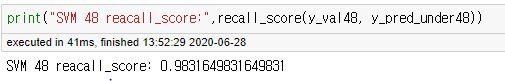 print("SVM 48 reacall_score:",recall_score(y_val48, y_pred_under48))
executed in 41ms, finished 13:52:29 2020-06-28
SVM 48 reacall_score: 0.9831649831649831